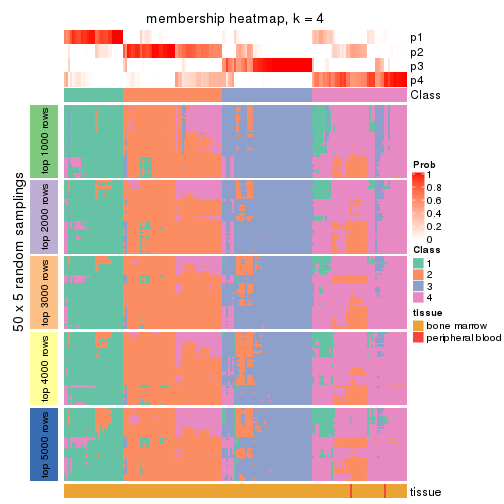 membership heatmap, k = 4
p1
p2
p3
p4
Class
50 x 5 random samplings
top 1000 rows
top 2000 rows
top 3000 rows
top 4000 rows
top 5000 rows
tissue
Prob
1
0.8
0.6
0.4
0.2
0
Class
1
2
3
4
tissue
bone marrow
peripheral blood